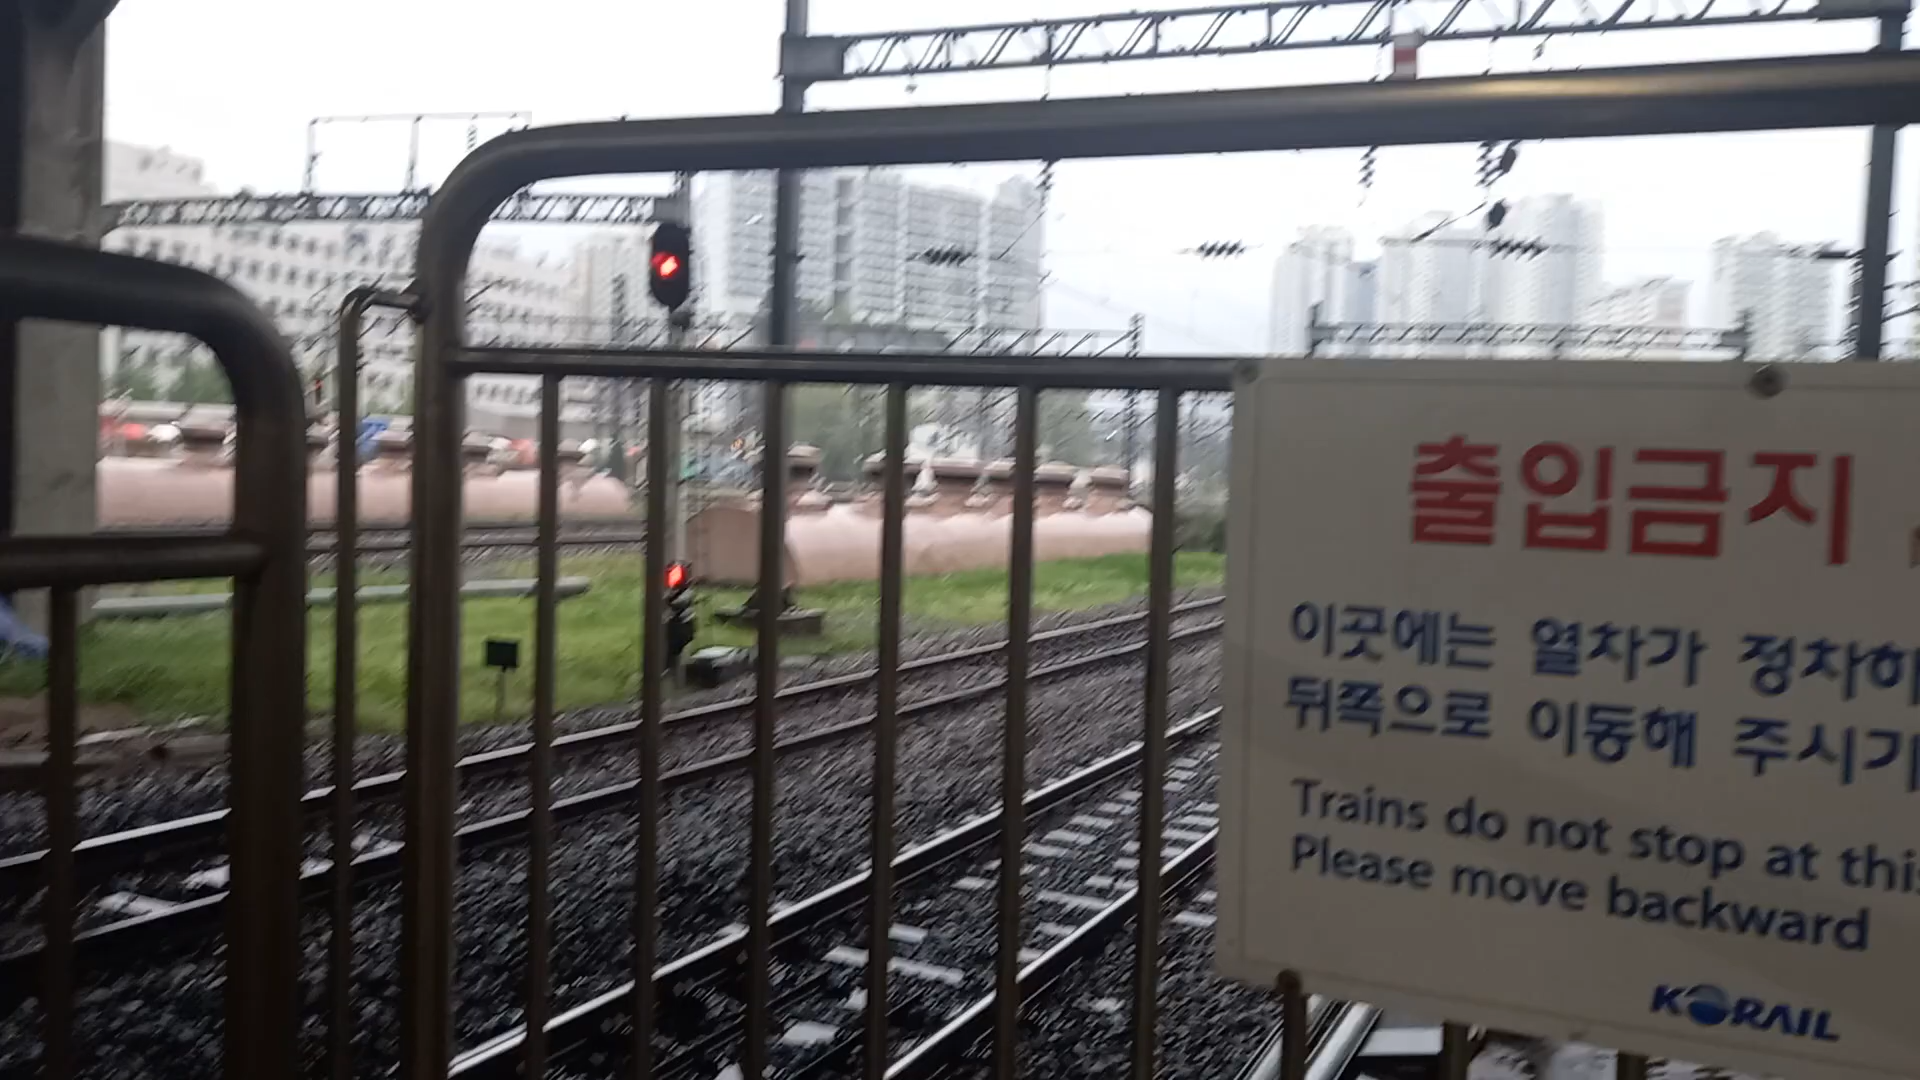 출입금지
이곳에는 열차가 정차하
뒤쪽으로 이동해 주시기
Trains do not stop at this
Please move backward
KORAIL